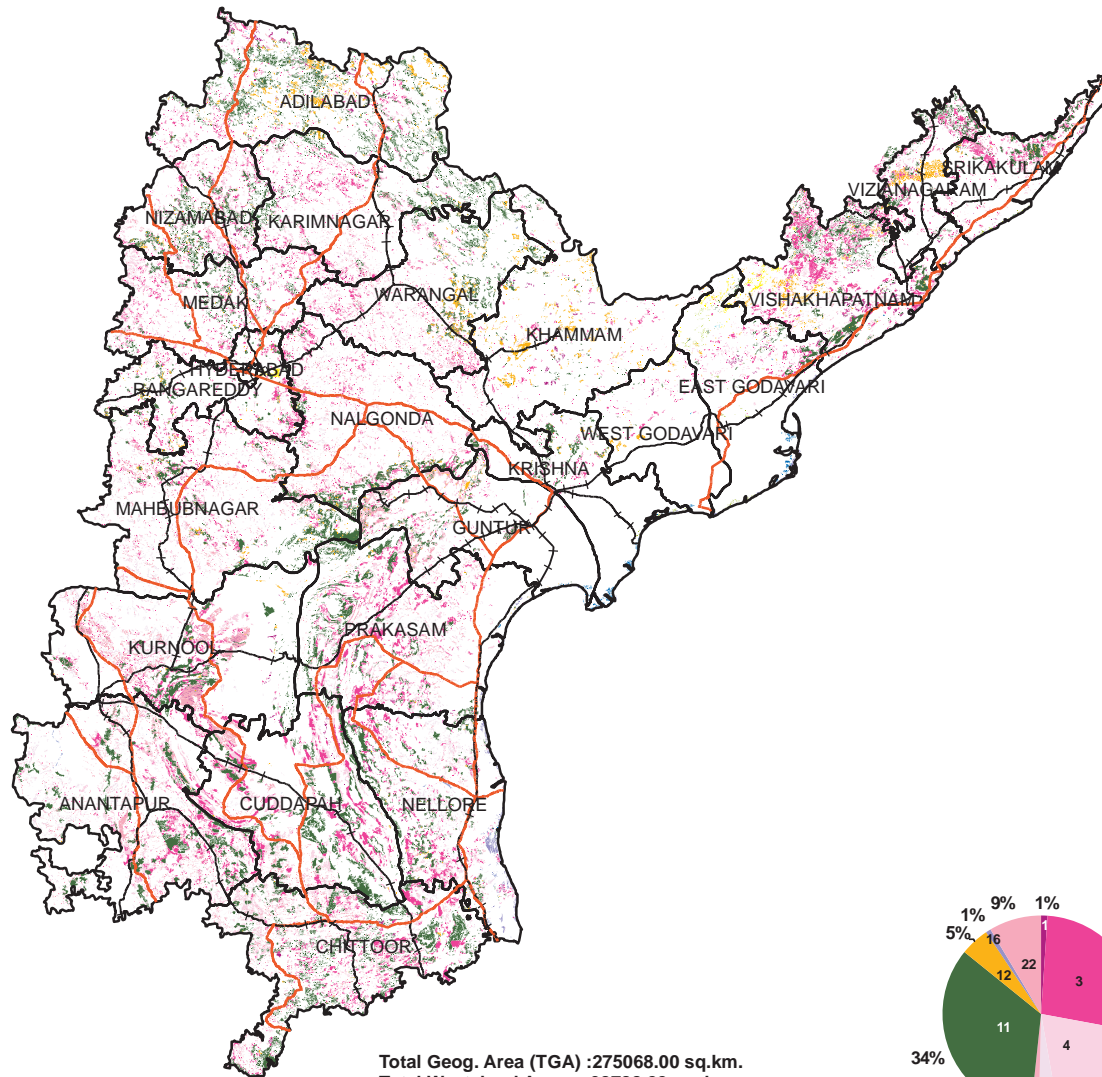 ADILABAD
SRIKAKULAM
VIZIANAGARAM
NIZAMABAD
KARIMNAGAR
WARANGAL
MEDAK
VISHAKHAPATNAM
KHAMMAM
HYDERABAD
RANGAREDDY
EAST GODAVARI
NALGONDA
WEST GODAVARI
KRISHNA
MAHBUBNAGAR
GUNTUR
PRAKASAM
KURNOOL
ANANTAPUR
CUDDAPAH
NELLORE
CHITTOOR
9%
1%
1%
1
5%
16
22
3
12
11
4
34%
Total Geog. Area (TGA) :275068.00 sq.km.